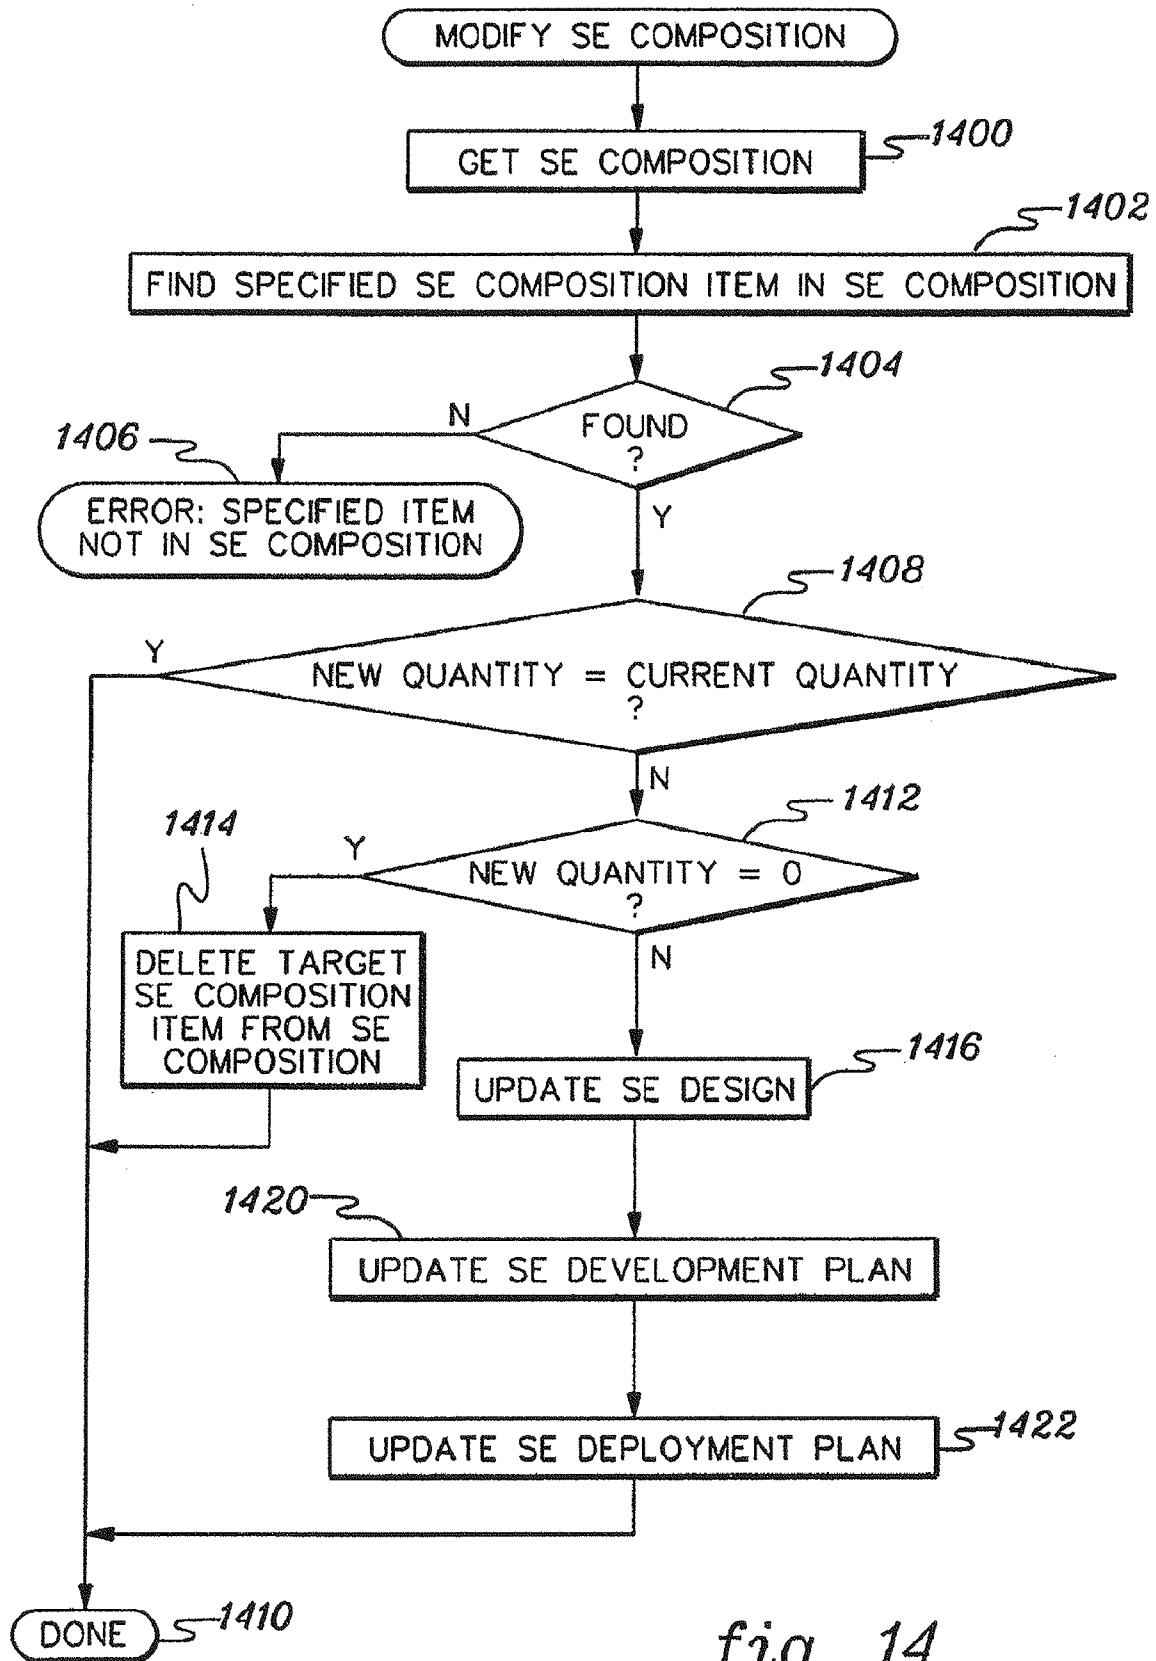 MODIFY SE COMPOSITION
GET SE COMPOSITION
1400
1402
FIND SPECIFIED SE COMPOSITION ITEM IN SE COMPOSITION
1404
N
FOUND
?
1406
ERROR: SPECIFIED ITEM
NOT IN SE COMPOSITION
Y
1408
Y
NEW QUANTITY = CURRENT QUANTITY
?
N
1412
1414
Y
NEW QUANTITY = 0
?
N
DELETE TARGET
SE COMPOSITION
ITEM FROM SE
COMPOSITION
1416
UPDATE SE DESIGN
1420
UPDATE SE DEVELOPMENT PLAN
UPDATE SE DEPLOYMENT PLAN
1422
DONE
1410
fig. 14